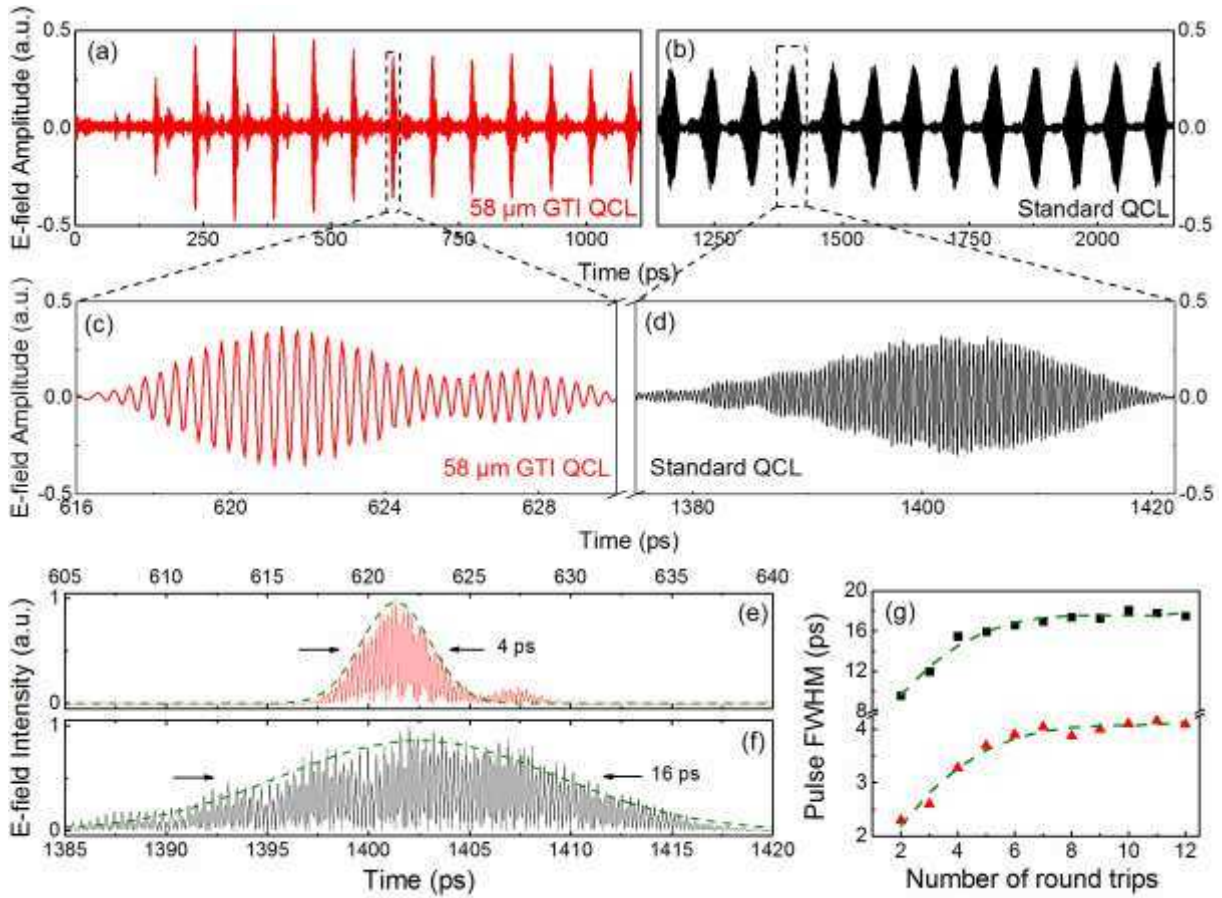 0.5 0.5
(a) (b)
E-field Amplitude (a.u.)
0.0 0.0
58 µm GTI QCL Standard QCL
-0.5 -0.5
0 250 500 750 1000 1250 1500 1750 2000
Time (ps)
0.5 0.5
(c) (d)
E-field Amplitude (a.u.)
0.0 0.0
58 µm GTI QCL Standard QCL
-0.5 -0.5
616 620 624 628 1380 1400 1420
Time (ps)
605 610 615 620 625 630 635 640
E-field Intensity (a.u.)
1
(e)
4 ps
0
1
(f)
16 ps
0
1385 1390 1395 1400 1405 1410 1415 1420
Time (ps)
(g)
Pulse FWHM (ps)
20
16
12
8
4
3
2
2 4 6 8 10 12
Number of round trips